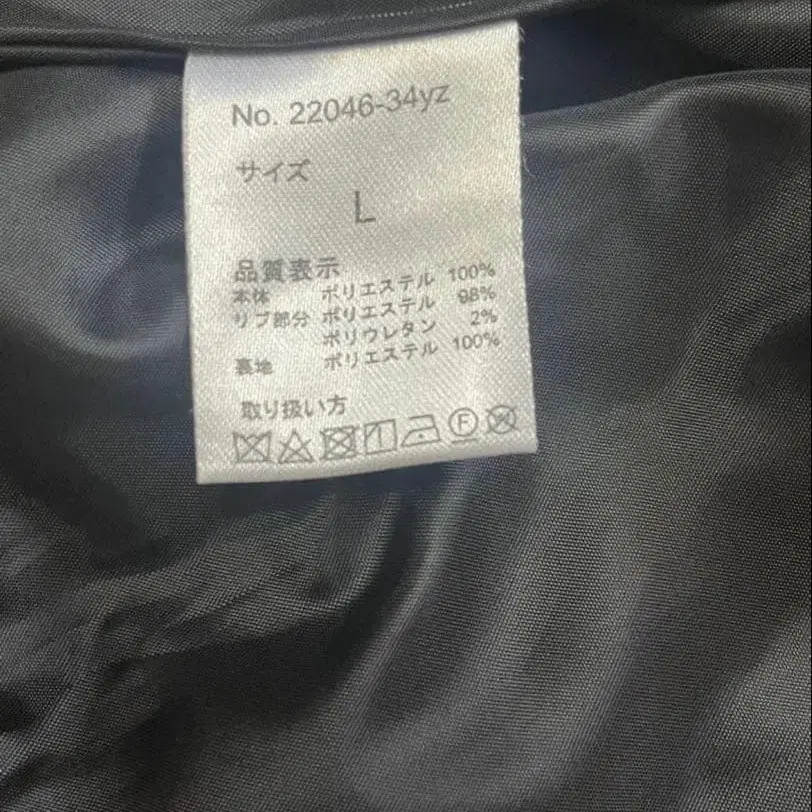 No. 22046-34yz
サイズ
L
品質表示
本体 ポリエステル 100%
リブ部分 ポリエステル 98%
ポリウレタン 2%
裏地 ポリエステル 100%
取り扱い方
F